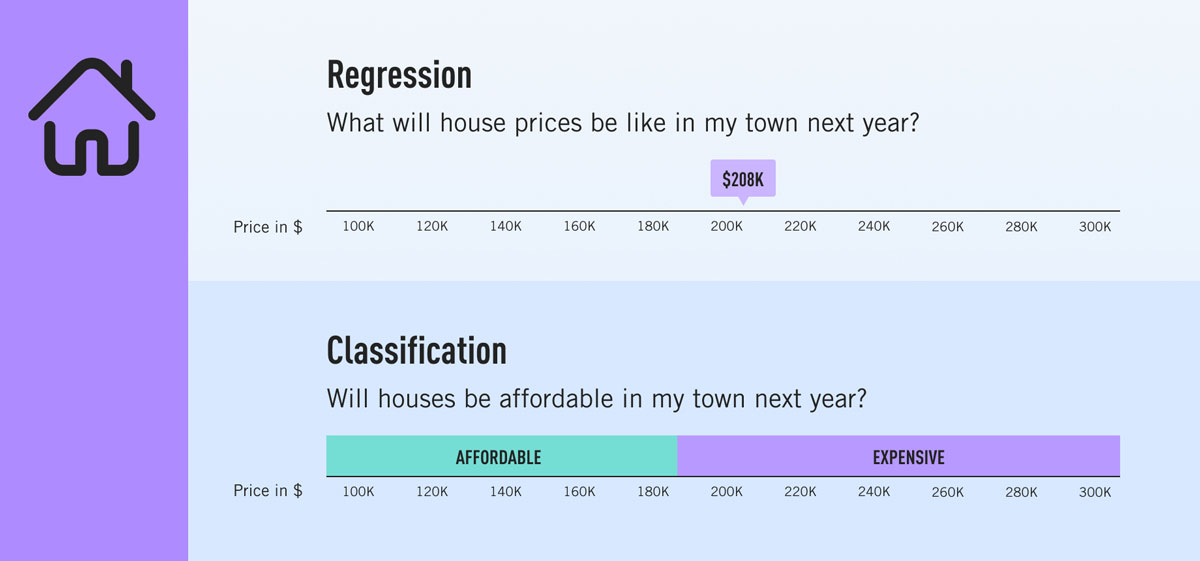 Regression
What will house prices be like in my town next year?
$208K
Price in $ 100K 120K 140K 160K 180K 200K 220K 240K 260K 280K 300K
Classification
Will houses be affordable in my town next year?
AFFORDABLE EXPENSIVE
Price in $ 100K 120K 140K 160K 180K 200K 220K 240K 260K 280K 300K